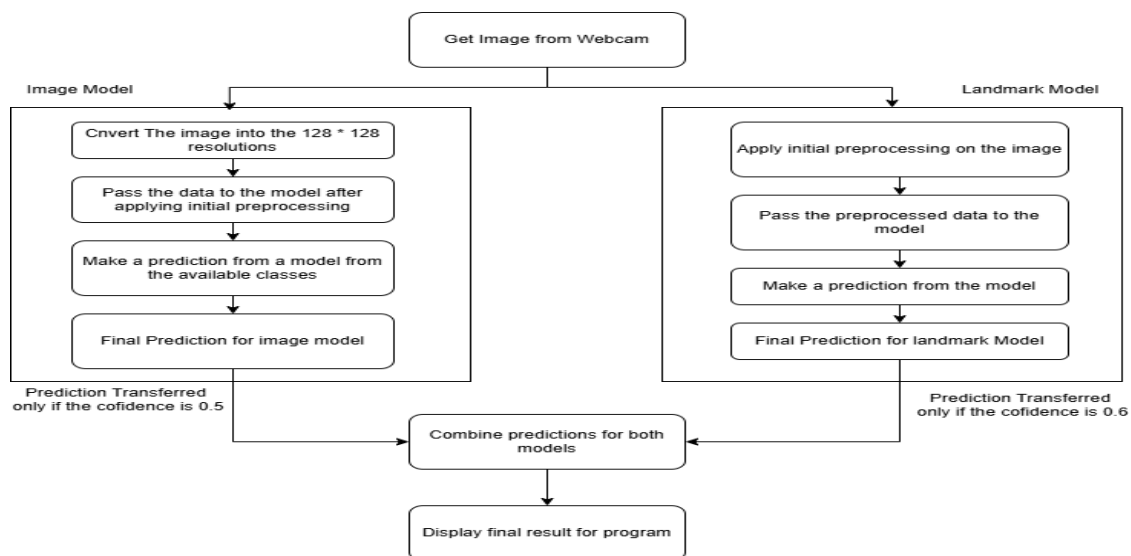 Get Image from Webcam
Image Model
Cnvert The image into the 128 * 128
resolutions
Pass the data to the model after
applying initial preprocessing
Make a prediction from a model from
the available classes
Final Prediction for image model
Prediction Transferred
only if the cofidence is 0.5
Landmark Model
Apply initial preprocessing on the image
Pass the preprocessed data to the
model
Make a prediction from the model
Final Prediction for landmark Model
Prediction Transferred
only if the cofidence is 0.6
Combine predictions for both
models
Display final result for program